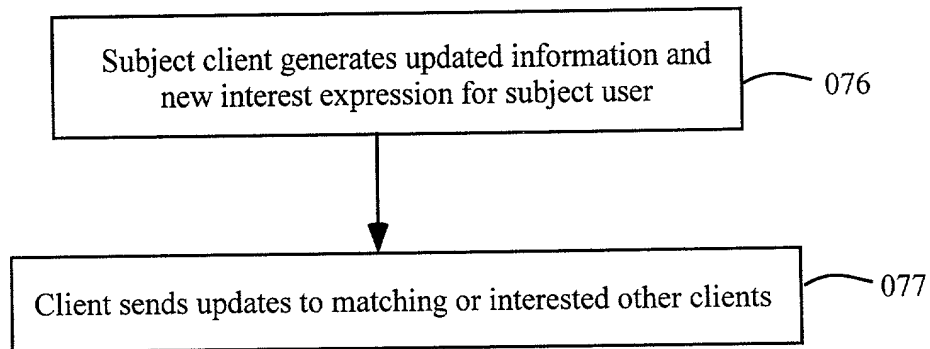 Subject client generates updated information and
new interest expression for subject user
076
Client sends updates to matching or interested other clients
077